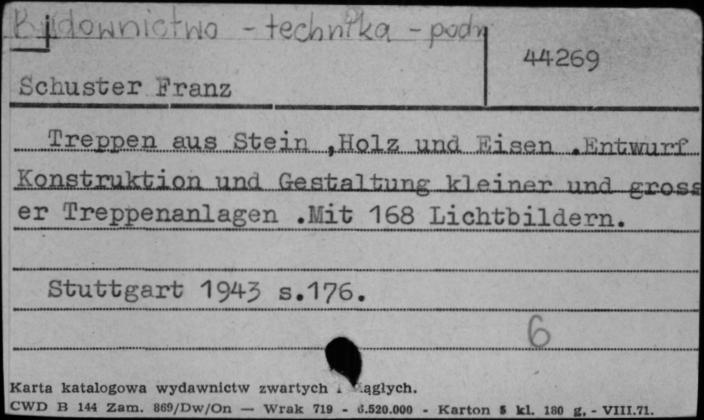 Budownictwo - technika - podr
44269
Schuster Franz
Treppen aus Stein ,Holz und Eisen .Entwurf
Konstruktion und Gestaltung kleiner und gross
er Treppenanlagen .Mit 168 Lichtbildern.
Stuttgart 1943 s.176.
6
Karta katalogowa wydawnictw zwartych i ciągłych.
CWD B 144 Zam. 869/Dw/On — Wrak 719 - 6.520.000 - Karton 5 kl. 180 g. - VIII.71.